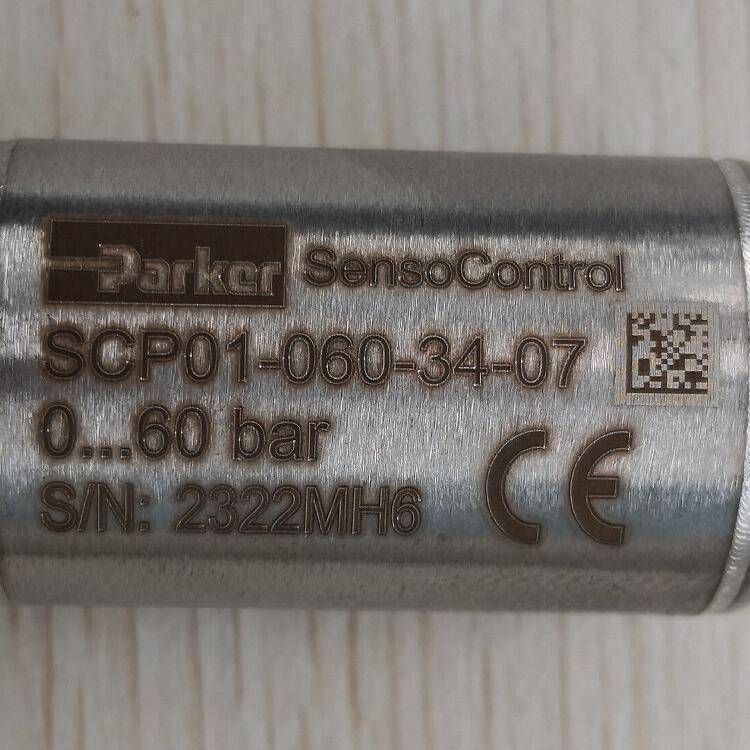 Parker SensoControl
SCP01-060-34-07
0...60 bar
S/N: 2322MH6
CE